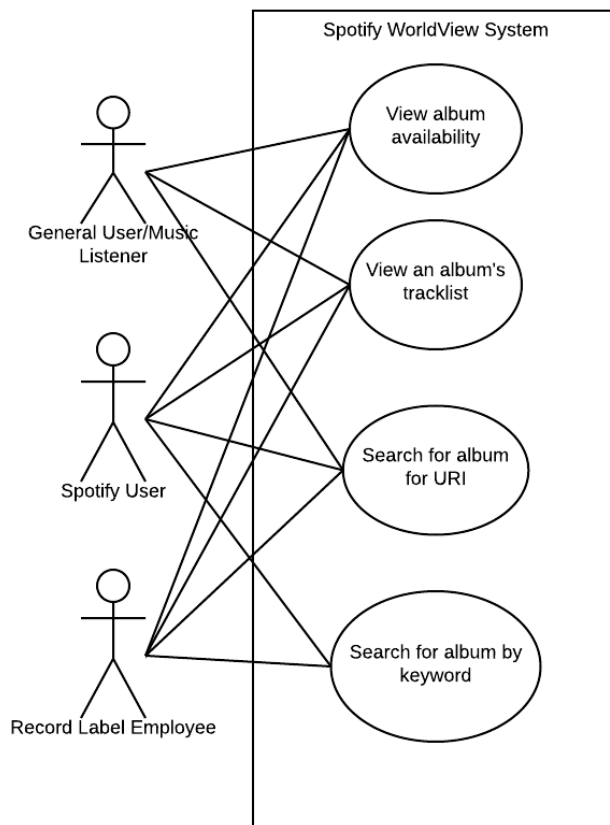 Spotify WorldView System
View album
availability
General User/Music
Listener
View an album's
tracklist
Spotify User
Search for album
for URI
Record Label Employee
Search for album by
keyword